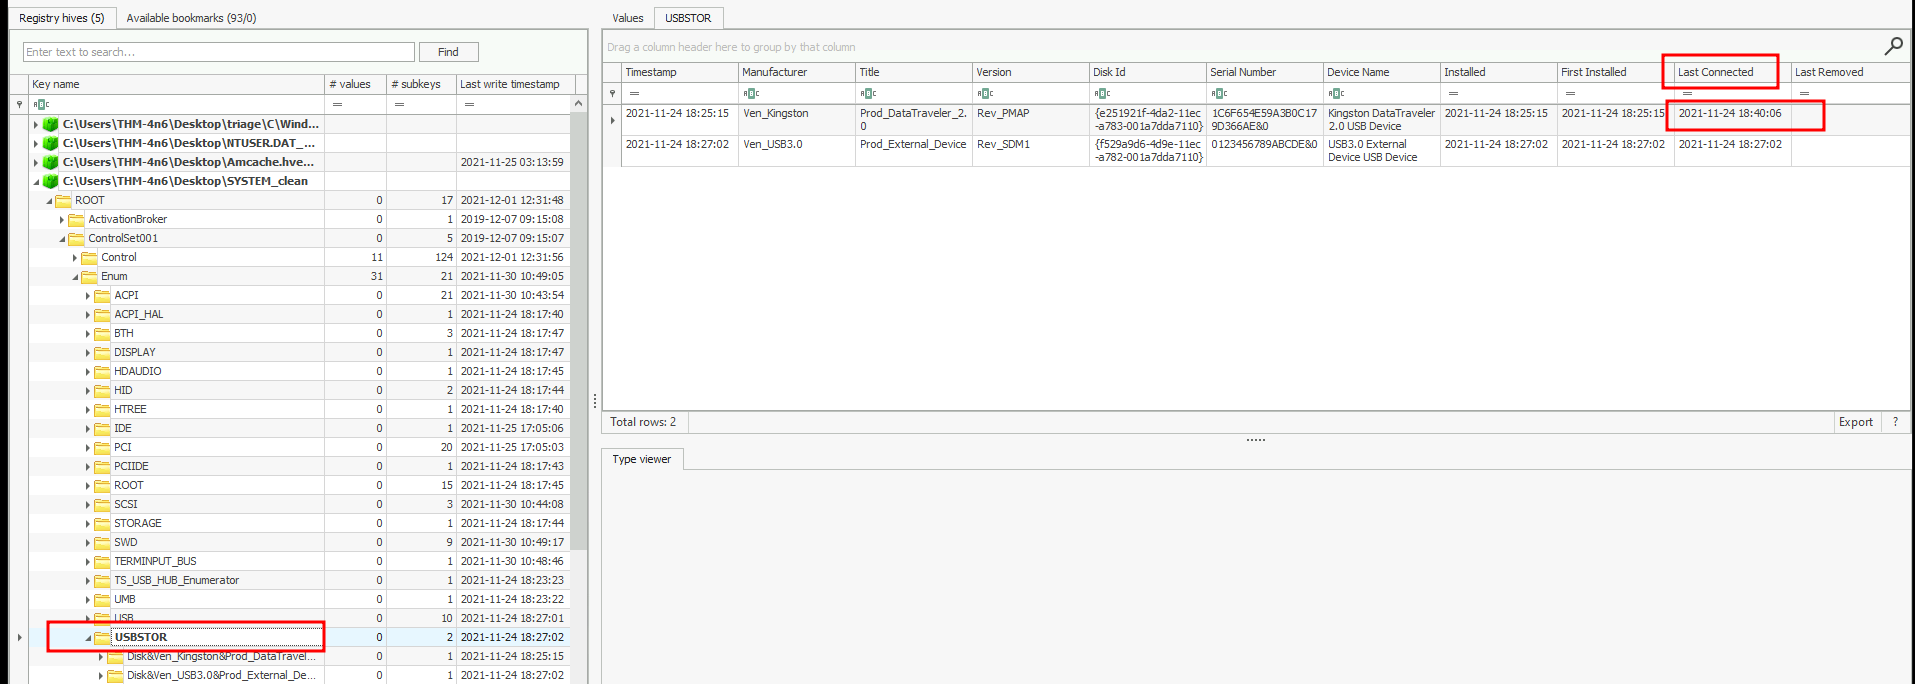 Registry hives (5) Available bookmarks (93/0)
Enter text to search... Find
Key name # values # subkeys Last write timestamp
ABC = = =
C:\Users\THM-4n6\Desktop\triage\C\Wind...
C:\Users\THM-4n6\Desktop\NTUSER.DAT_...
C:\Users\THM-4n6\Desktop\Amcache.hve... 2021-11-25 03:13:59
C:\Users\THM-4n6\Desktop\SYSTEM_clean
ROOT 0 17 2021-12-01 12:31:48
ActivationBroker 0 1 2019-12-07 09:15:08
ControlSet001 0 5 2019-12-07 09:15:07
Control 11 124 2021-12-01 12:31:56
Enum 31 21 2021-11-30 10:49:05
ACPI 0 21 2021-11-30 10:43:54
ACPI_HAL 0 1 2021-11-24 18:17:40
BTH 0 3 2021-11-24 18:17:47
DISPLAY 0 1 2021-11-24 18:17:47
HDAUDIO 0 1 2021-11-24 18:17:45
HID 0 2 2021-11-24 18:17:44
HTREE 0 1 2021-11-24 18:17:40
IDE 0 1 2021-11-25 17:05:06
PCI 0 20 2021-11-25 17:05:03
PCIIDE 0 1 2021-11-24 18:17:43
ROOT 0 15 2021-11-24 18:17:45
SCSI 0 3 2021-11-30 10:44:08
STORAGE 0 1 2021-11-24 18:17:44
SWD 0 9 2021-11-30 10:49:17
TERMINPUT_BUS 0 1 2021-11-30 10:48:46
TS_USB_HUB_Enumerator 0 1 2021-11-24 18:23:23
UMB 0 1 2021-11-24 18:23:22
USB 0 10 2021-11-24 18:27:01
USBSTOR 0 2 2021-11-24 18:27:02
Disk&Ven_Kingston&Prod_DataTravel... 0 1 2021-11-24 18:25:15
Disk&Ven_USB3.0&Prod_External_De... 0 1 2021-11-24 18:27:02
Values USBSTOR
Drag a column header here to group by that column
Timestamp Manufacturer Title Version Disk Id Serial Number Device Name Installed First Installed Last Connected Last Removed
= ABC ABC ABC ABC ABC ABC = = = =
2021-11-24 18:25:15 Ven_Kingston Prod_DataTraveler_2. Rev_PMAP {e251921f-4da2-11ec 1C6F654E59A3B0C17 Kingston DataTraveler 2021-11-24 18:25:15 2021-11-24 18:25:15 2021-11-24 18:40:06
0 -a783-001a7dda7110} 9D366AE&0 2.0 USB Device
2021-11-24 18:27:02 Ven_USB3.0 Prod_External_Device Rev_SDM1 {f529a9d6-4d9e-11ec 0123456789ABCDE&0 USB3.0 External 2021-11-24 18:27:02 2021-11-24 18:27:02 2021-11-24 18:27:02
-a782-001a7dda7110} Device USB Device
Total rows: 2 Export ?
Type viewer